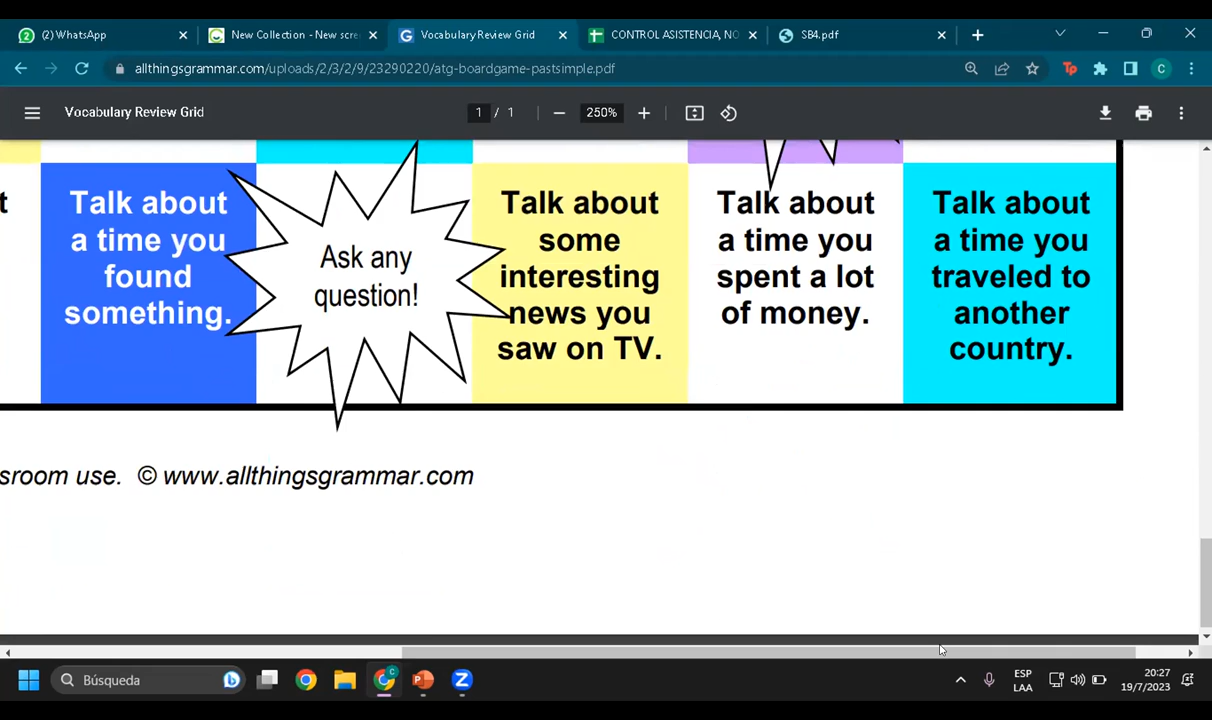 (2) WhatsApp
New Collection - New scre
Vocabulary Review Grid
CONTROL ASISTENCIA, NO
SB4.pdf
allthingsgrammar.com/uploads/2/3/2/9/23290220/atg-boardgame-pastsimple.pdf
Vocabulary Review Grid
1 / 1
250%
t
Talk about
a time you
found
something.
Ask any
question!
Talk about
some
interesting
news you
saw on TV.
Talk about
a time you
spent a lot
of money.
Talk about
a time you
traveled to
another
country.
sroom use. © www.allthingsgrammar.com
Búsqueda
ESP
LAA
20:27
19/7/2023